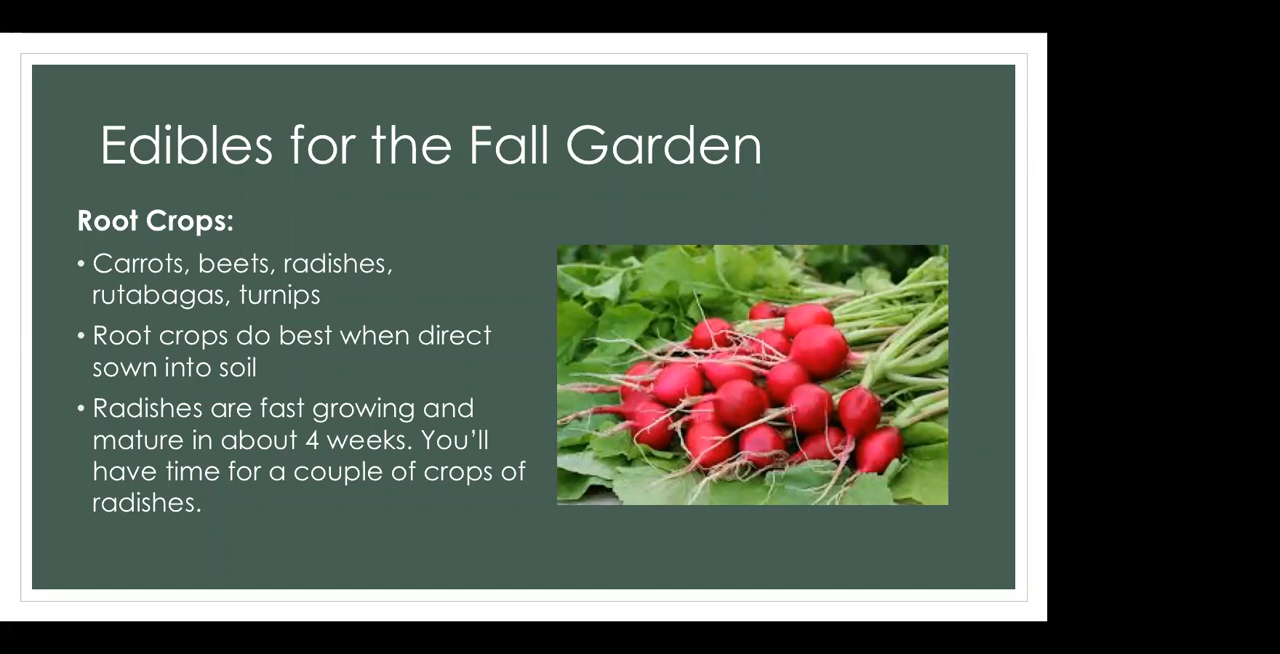 Edibles for the Fall Garden
Root Crops:
• Carrots, beets, radishes,
rutabagas, turnips
• Root crops do best when direct
sown into soil
• Radishes are fast growing and
mature in about 4 weeks. You’ll
have time for a couple of crops of
radishes.